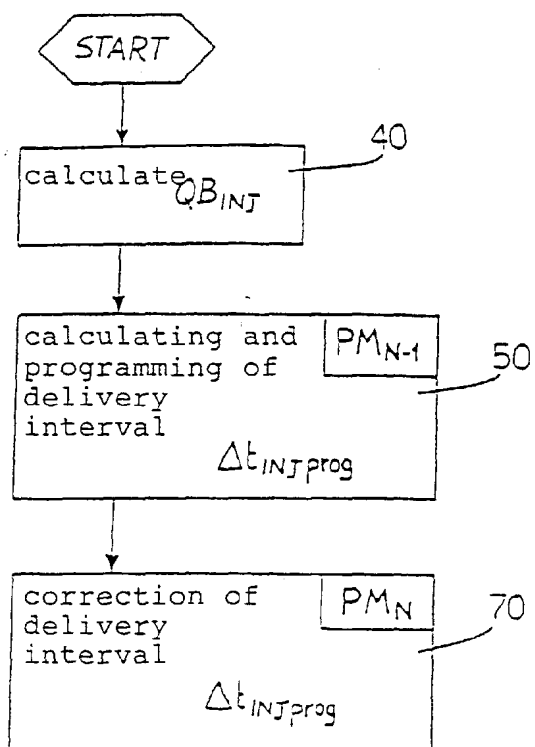 START
40
calculate QB_INJ
calculating and PM_N-1
programming of
50
delivery
interval
Δt_INJprog
correction of PM_N
delivery
70
interval
Δt_INJprog